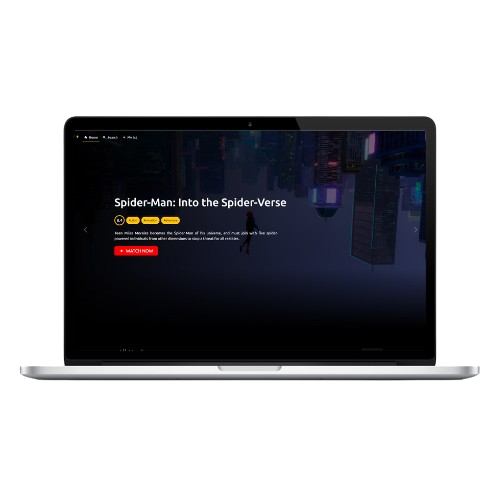 Home Search My List
Spider-Man: Into the Spider-Verse
8.4 Action Animation Adventure
Teen Miles Morales becomes the Spider-Man of his universe, and must join with five spider-
powered individuals from other dimensions to stop a threat for all realities.
WATCH NOW